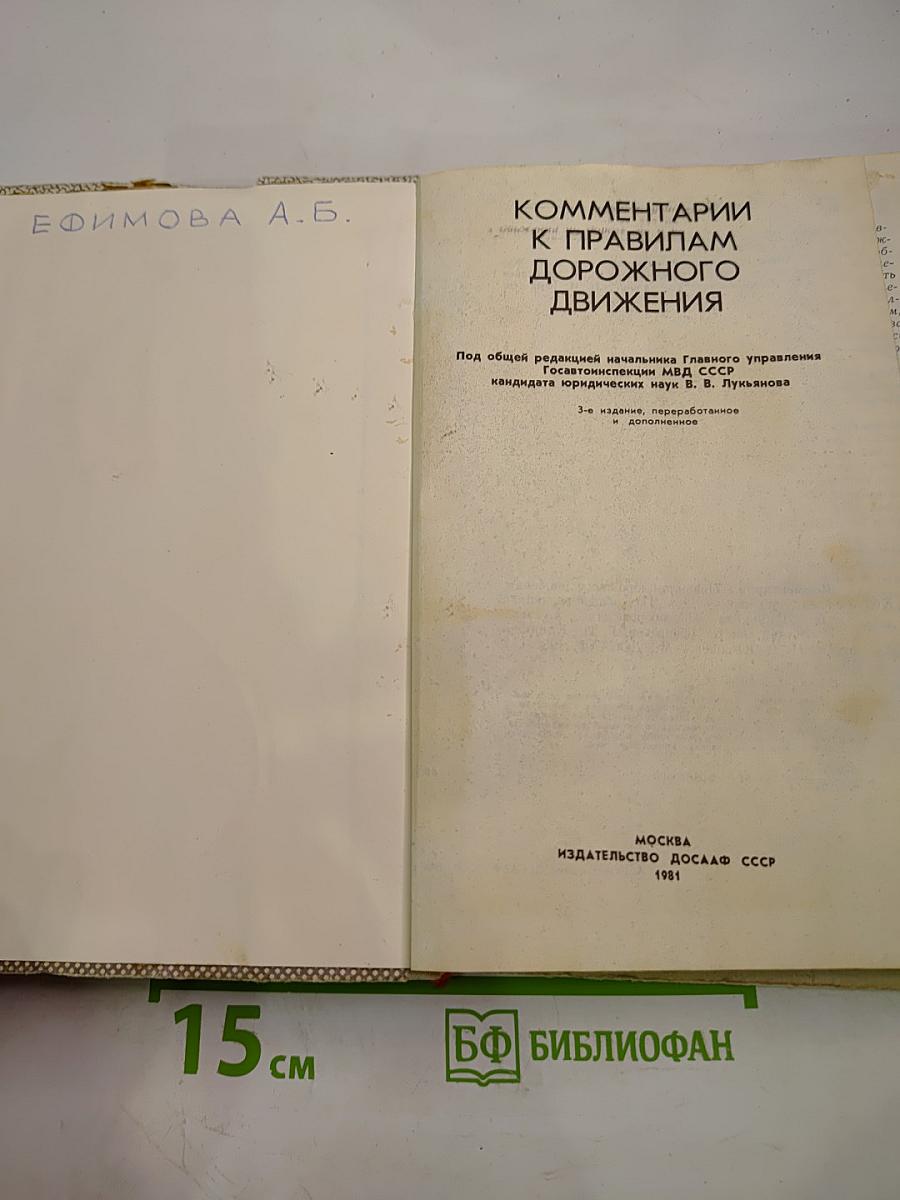 ЕФИМОВА А.Б.
КОММЕНТАРИИ
К ПРАВИЛАМ
ДОРОЖНОГО
ДВИЖЕНИЯ
Под общей редакцией начальника Главного управления
Госавтоинспекции МВД СССР
кандидата юридических наук В. В. Лукьянова
3-е издание, переработанное
и дополненное
МОСКВА
ИЗДАТЕЛЬСТВО ДОСААФ СССР
1981
15 см
БФ БИБЛИОФАН